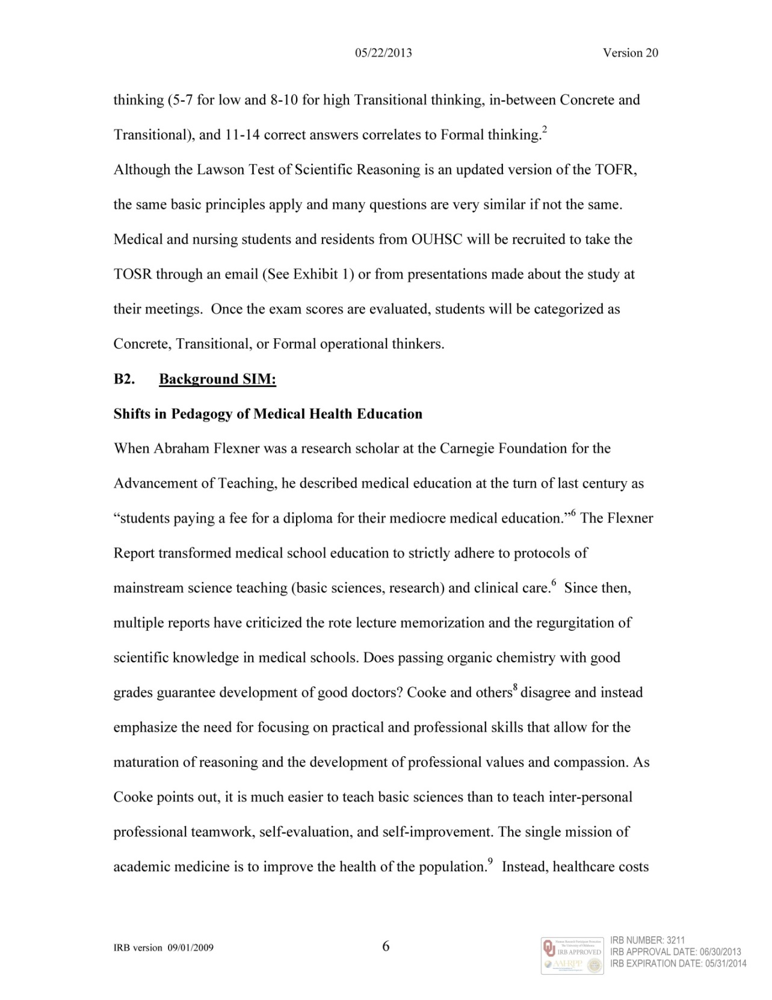 05/22/2013 Version 20
thinking (5-7 for low and 8-10 for high Transitional thinking, in-between Concrete and
Transitional), and 11-14 correct answers correlates to Formal thinking.2
Although the Lawson Test of Scientific Reasoning is an updated version of the TOFR,
the same basic principles apply and many questions are very similar if not the same.
Medical and nursing students and residents from OUHSC will be recruited to take the
TOSR through an email (See Exhibit 1) or from presentations made about the study at
their meetings.  Once the exam scores are evaluated, students will be categorized as
Concrete, Transitional, or Formal operational thinkers.
B2. Background SIM:
Shifts in Pedagogy of Medical Health Education
When Abraham Flexner was a research scholar at the Carnegie Foundation for the
Advancement of Teaching, he described medical education at the turn of last century as
“students paying a fee for a diploma for their mediocre medical education.”6 The Flexner
Report transformed medical school education to strictly adhere to protocols of
mainstream science teaching (basic sciences, research) and clinical care.6  Since then,
multiple reports have criticized the rote lecture memorization and the regurgitation of
scientific knowledge in medical schools. Does passing organic chemistry with good
grades guarantee development of good doctors? Cooke and others8 disagree and instead
emphasize the need for focusing on practical and professional skills that allow for the
maturation of reasoning and the development of professional values and compassion. As
Cooke points out, it is much easier to teach basic sciences than to teach inter-personal
professional teamwork, self-evaluation, and self-improvement. The single mission of
academic medicine is to improve the health of the population.9  Instead, healthcare costs
IRB version  09/01/2009
6
Human Research Participant Protection
The University of Oklahoma
IRB APPROVED
AAHRPP
IRB NUMBER: 3211
IRB APPROVAL DATE: 06/30/2013
IRB EXPIRATION DATE: 05/31/2014